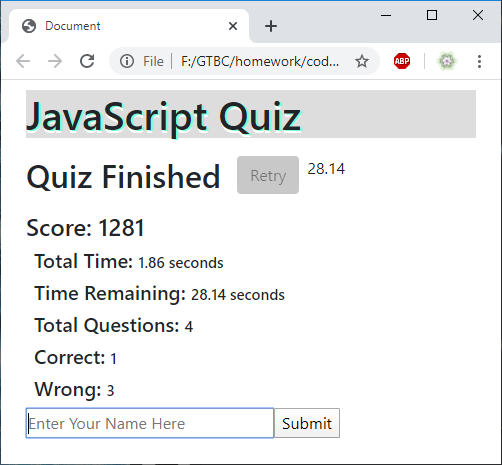 Document
File F:/GTBC/homework/cod...
ABP
JavaScript Quiz
Quiz Finished Retry 28.14
Score: 1281
Total Time: 1.86 seconds
Time Remaining: 28.14 seconds
Total Questions: 4
Correct: 1
Wrong: 3
Enter Your Name Here Submit